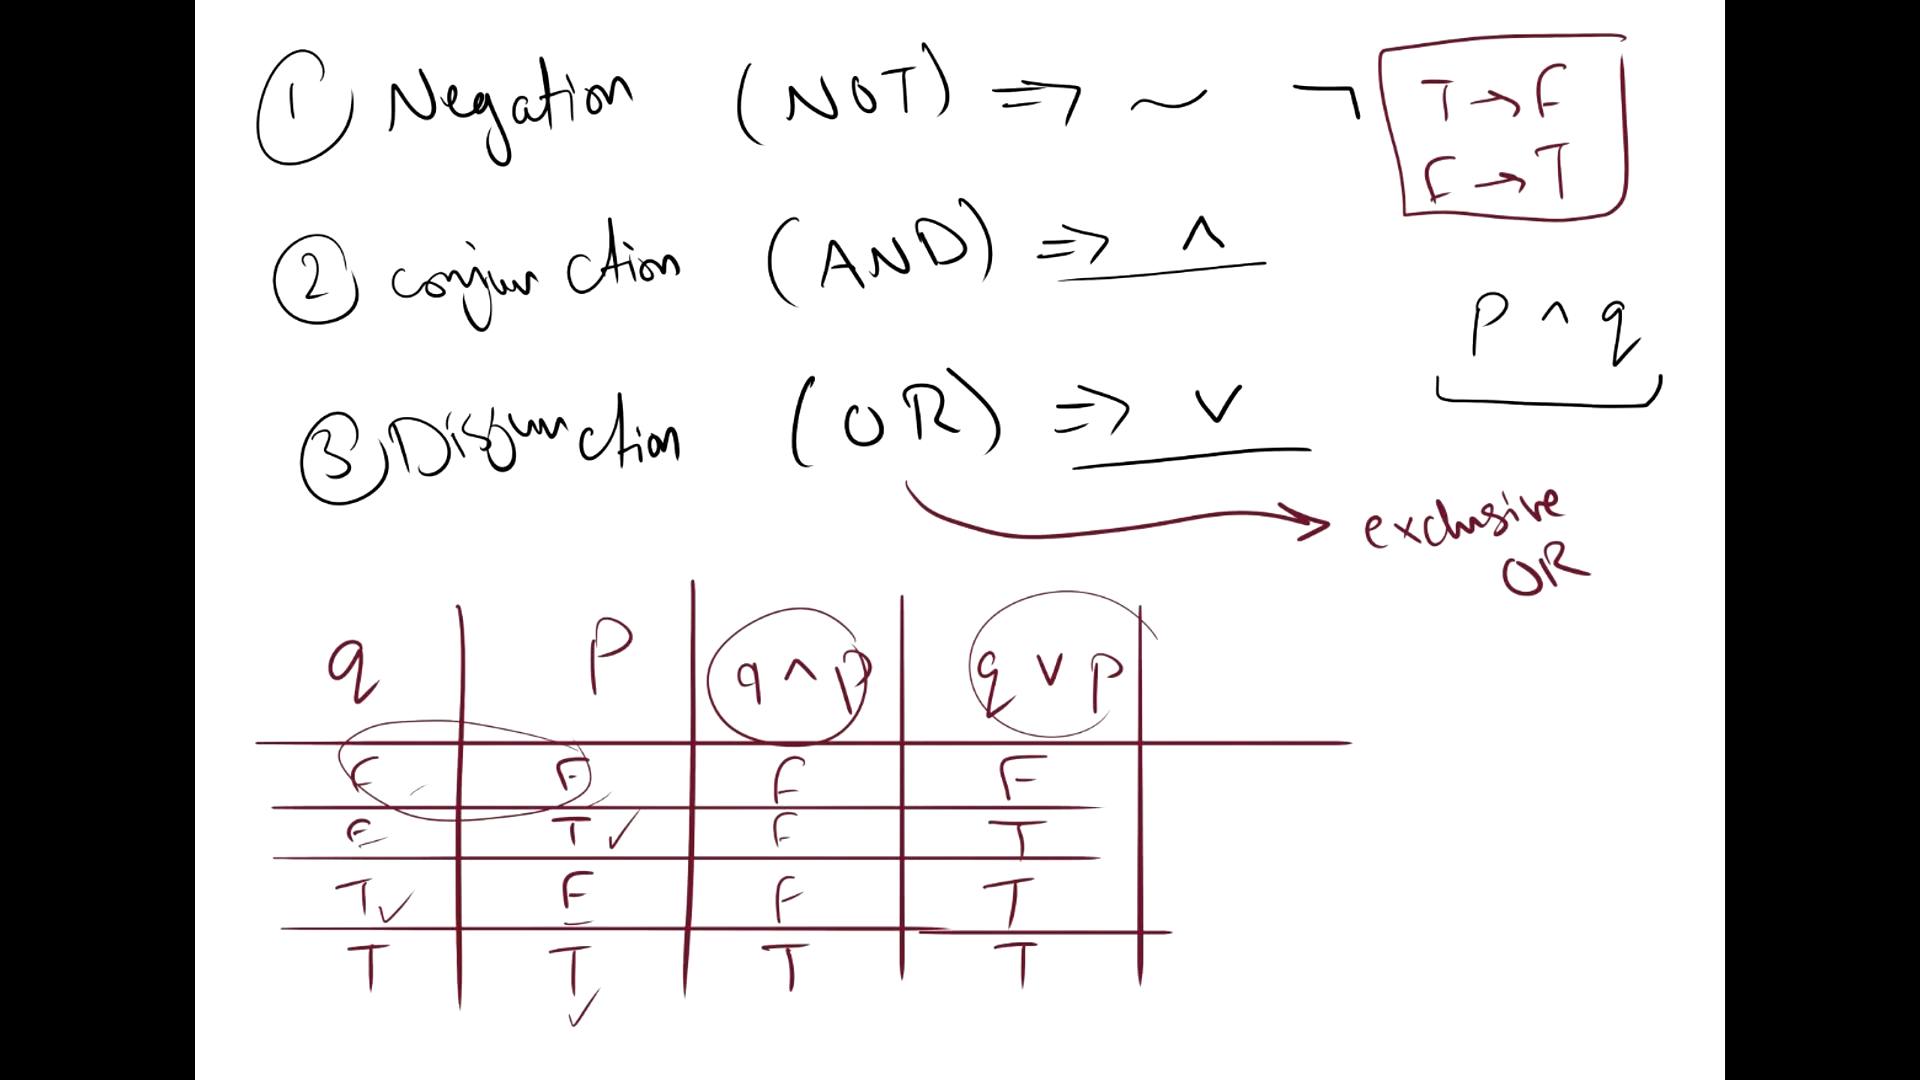 ① Negation (NOT) ⇒ ~ ¬
T → F
F → T
② conjunction (AND) ⇒ ∧
p ∧ q
③ Disjunction (OR) ⇒ ∨
exclusive
OR
q p q ∧ p q ∨ p
F F F F
F T ✓ F T
T ✓ F F T
T T ✓ T T